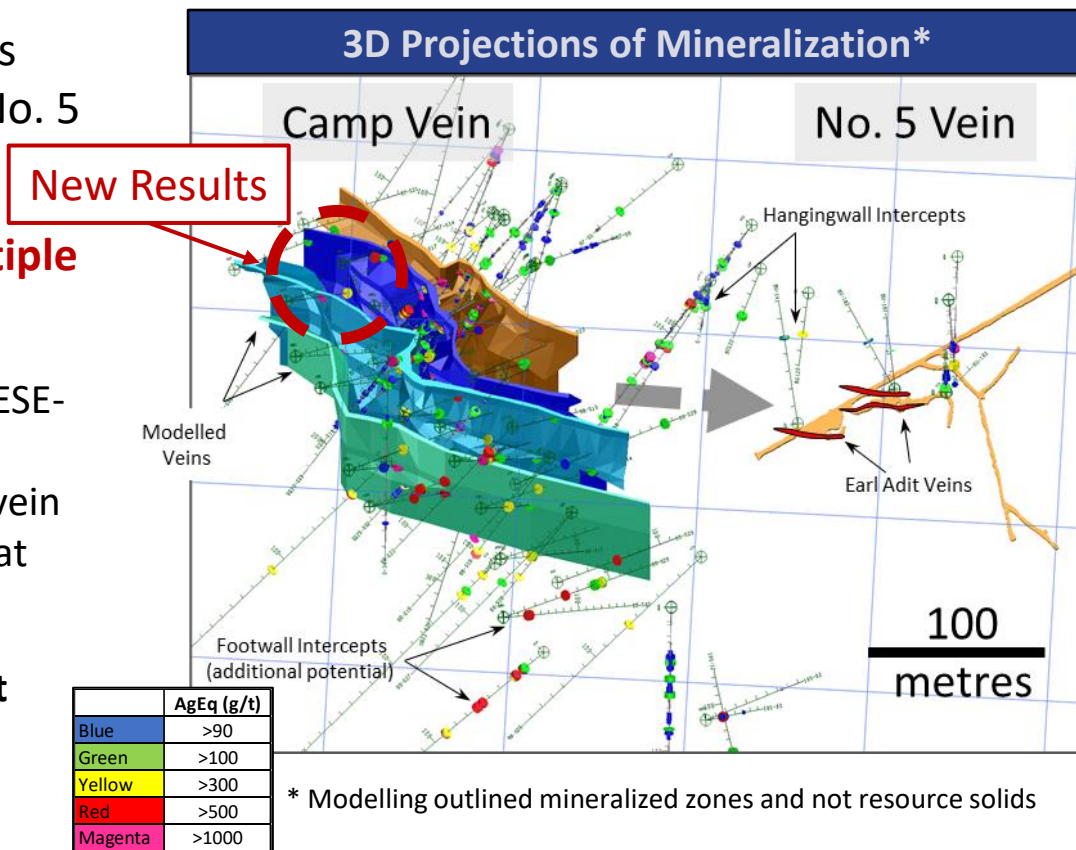 3D Projections of Mineralization*
s
No. 5
New Results
tiple
ESE-
vein
at
t
Camp Vein
No. 5 Vein
Hangingwall Intercepts
Modelled
Veins
Earl Adit Veins
Footwall Intercepts
(additional potential)
100
metres
AgEq (g/t)
Blue >90
Green >100
Yellow >300
Red >500
Magenta >1000
* Modelling outlined mineralized zones and not resource solids